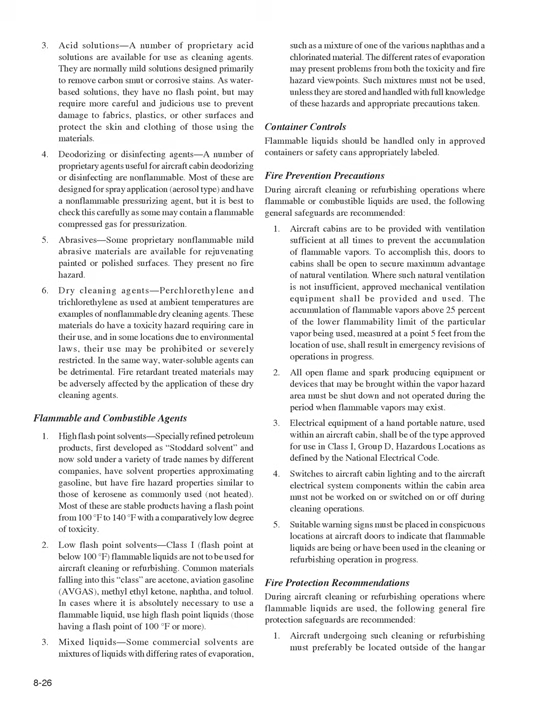 3. Acid solutions—A number of proprietary acid
solutions are available for use as cleaning agents.
They are normally mild solutions designed primarily
to remove carbon smut or corrosive stains. As water-
based solutions, they have no flash point, but may
require more careful and judicious use to prevent
damage to fabrics, plastics, or other surfaces and
protect the skin and clothing of those using the
materials.
4. Deodorizing or disinfecting agents—A number of
proprietary agents useful for aircraft cabin deodorizing
or disinfecting are nonflammable. Most of these are
designed for spray application (aerosol type) and have
a nonflammable pressurizing agent, but it is best to
check this carefully as some may contain a flammable
compressed gas for pressurization.
5. Abrasives—Some proprietary nonflammable mild
abrasive materials are available for rejuvenating
painted or polished surfaces. They present no fire
hazard.
6. Dry cleaning agents—Perchlorethylene and
trichlorethylene as used at ambient temperatures are
examples of nonflammable dry cleaning agents. These
materials do have a toxicity hazard requiring care in
their use, and in some locations due to environmental
laws, their use may be prohibited or severely
restricted. In the same way, water-soluble agents can
be detrimental. Fire retardant treated materials may
be adversely affected by the application of these dry
cleaning agents.
Flammable and Combustible Agents
1. High flash point solvents—Specially refined petroleum
products, first developed as “Stoddard solvent” and
now sold under a variety of trade names by different
companies, have solvent properties approximating
gasoline, but have fire hazard properties similar to
those of kerosene as commonly used (not heated).
Most of these are stable products having a flash point
from 100 °F to 140 °F with a comparatively low degree
of toxicity.
2. Low flash point solvents—Class I (flash point at
below 100 °F) flammable liquids are not to be used for
aircraft cleaning or refurbishing. Common materials
falling into this “class” are acetone, aviation gasoline
(AVGAS), methyl ethyl ketone, naphtha, and toluol.
In cases where it is absolutely necessary to use a
flammable liquid, use high flash point liquids (those
having a flash point of 100 °F or more).
3. Mixed liquids—Some commercial solvents are
mixtures of liquids with differing rates of evaporation,
such as a mixture of one of the various naphthas and a
chlorinated material. The different rates of evaporation
may present problems from both the toxicity and fire
hazard viewpoints. Such mixtures must not be used,
unless they are stored and handled with full knowledge
of these hazards and appropriate precautions taken.
Container Controls
Flammable liquids should be handled only in approved
containers or safety cans appropriately labeled.
Fire Prevention Precautions
During aircraft cleaning or refurbishing operations where
flammable or combustible liquids are used, the following
general safeguards are recommended:
1. Aircraft cabins are to be provided with ventilation
sufficient at all times to prevent the accumulation
of flammable vapors. To accomplish this, doors to
cabins shall be open to secure maximum advantage
of natural ventilation. Where such natural ventilation
is not insufficient, approved mechanical ventilation
equipment shall be provided and used. The
accumulation of flammable vapors above 25 percent
of the lower flammability limit of the particular
vapor being used, measured at a point 5 feet from the
location of use, shall result in emergency revisions of
operations in progress.
2. All open flame and spark producing equipment or
devices that may be brought within the vapor hazard
area must be shut down and not operated during the
period when flammable vapors may exist.
3. Electrical equipment of a hand portable nature, used
within an aircraft cabin, shall be of the type approved
for use in Class I, Group D, Hazardous Locations as
defined by the National Electrical Code.
4. Switches to aircraft cabin lighting and to the aircraft
electrical system components within the cabin area
must not be worked on or switched on or off during
cleaning operations.
5. Suitable warning signs must be placed in conspicuous
locations at aircraft doors to indicate that flammable
liquids are being or have been used in the cleaning or
refurbishing operation in progress.
Fire Protection Recommendations
During aircraft cleaning or refurbishing operations where
flammable liquids are used, the following general fire
protection safeguards are recommended:
1. Aircraft undergoing such cleaning or refurbishing
must preferably be located outside of the hangar
8-26